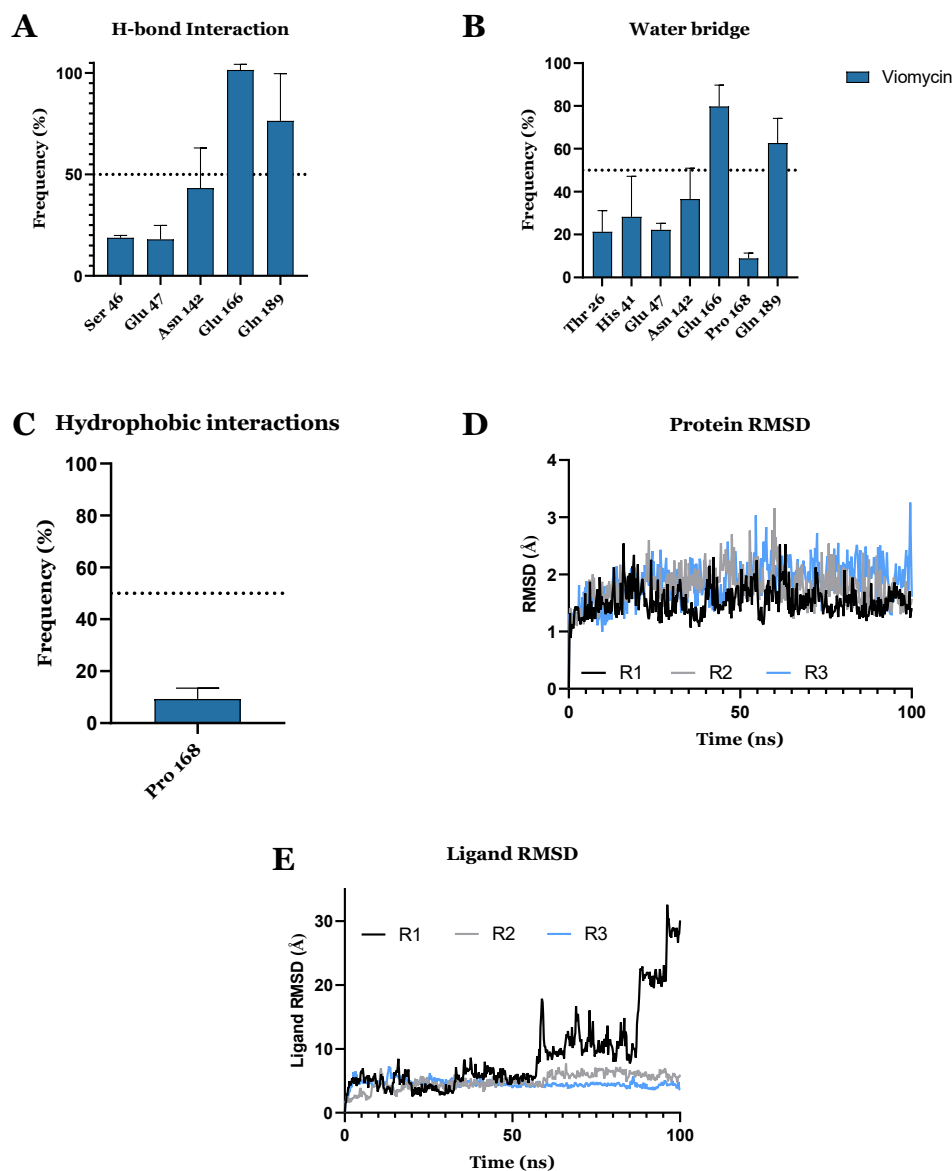 A
H-bond Interaction
Frequency (%)
100
50
0
Ser 46
Glu 47
Asn 142
Glu 166
Gln 189
B
Water bridge
Frequency (%)
100
80
60
40
20
0
Thr 26
His 41
Glu 47
Asn 142
Glu 166
Pro 168
Gln 189
Viomycin
C
Hydrophobic interactions
Frequency (%)
100
80
60
40
20
0
Pro 168
D
Protein RMSD
RMSD (Å)
4
3
2
1
0
R1 R2 R3
0 50 100
Time (ns)
E
Ligand RMSD
Ligand RMSD (Å)
30
20
10
0
R1 R2 R3
0 50 100
Time (ns)